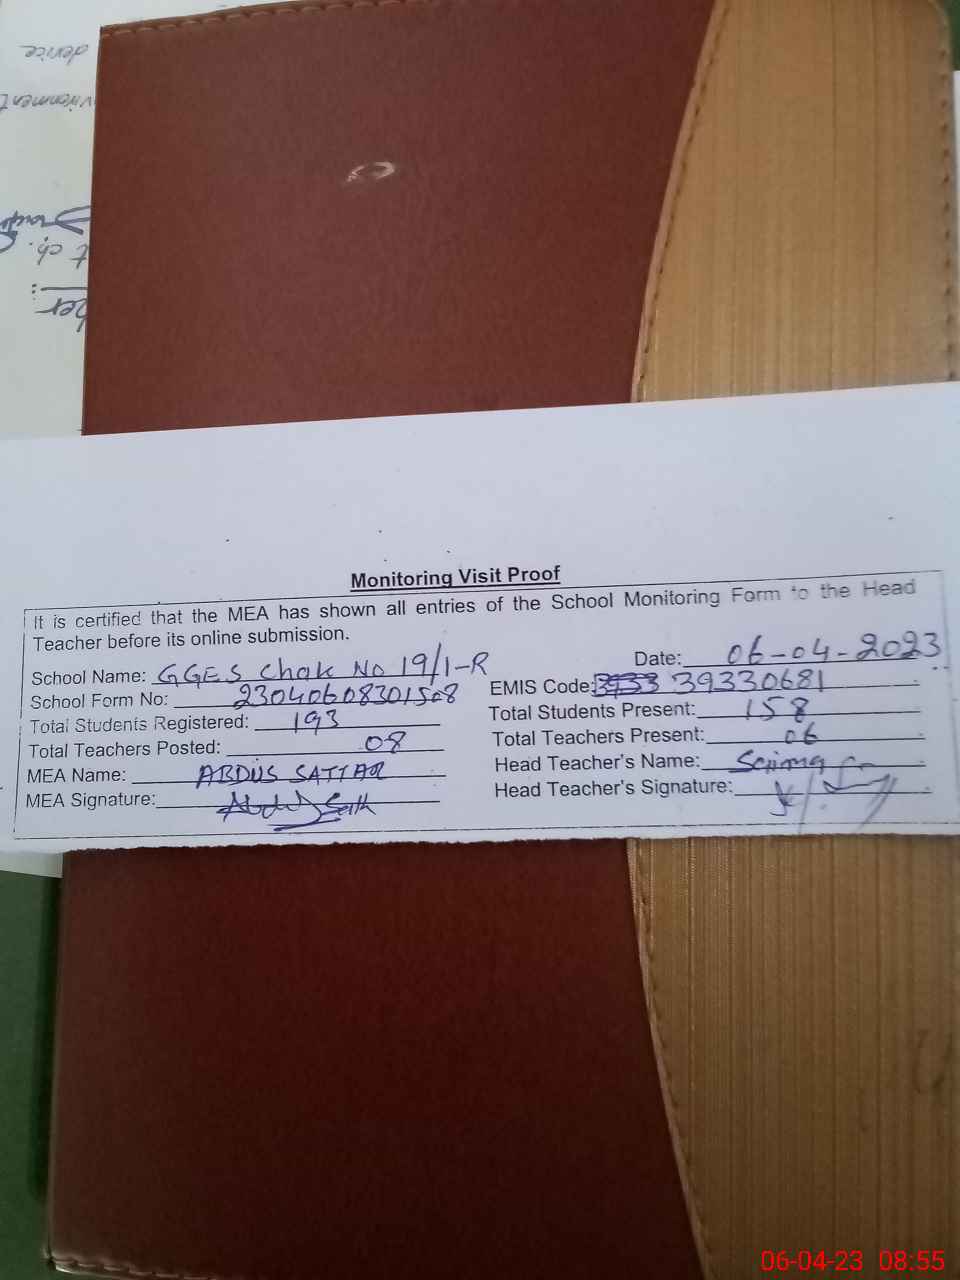 device
Monitoring Visit Proof
It is certified that the MEA has shown all entries of the School Monitoring Form to the Head
Teacher before its online submission.
School Name: GGES Chak No 19/1-R
Date: 06-04-2023
School Form No: 23040608301508
EMIS Code: 39330681
Total Students Registered: 193
Total Students Present: 158
Total Teachers Posted: 08
Total Teachers Present: 06
MEA Name: ABDUS SATTAR
Head Teacher's Name: Saima
MEA Signature:
Head Teacher's Signature:
06-04-23 08:55